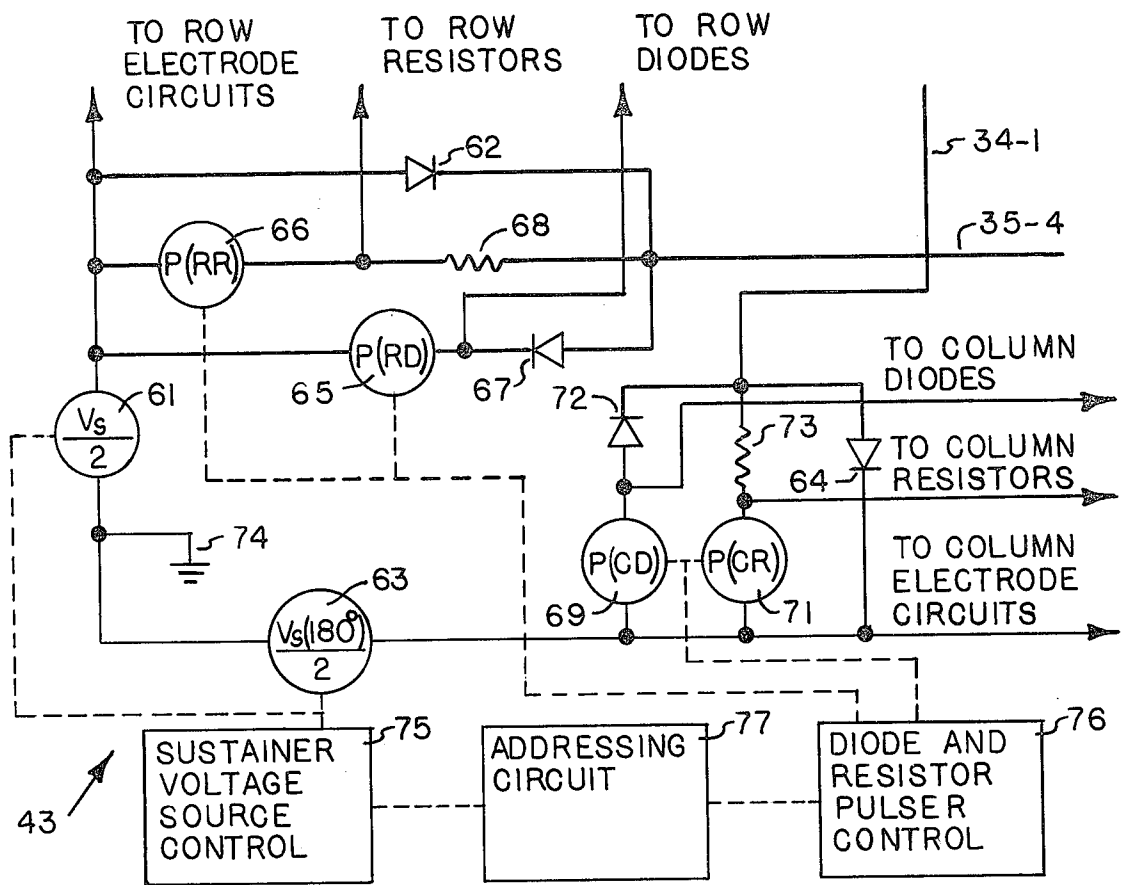 TO ROW
ELECTRODE
CIRCUITS
TO ROW
RESISTORS
TO ROW
DIODES
62
34-1
66
68
35-4
P(RR)
P(RD)
65
67
61
Vs
2
72
TO COLUMN
DIODES
73
64
TO COLUMN
RESISTORS
74
63
P(CD)
P(CR)
69
71
TO COLUMN
ELECTRODE
CIRCUITS
Vs(180°)
2
75
SUSTAINER
VOLTAGE
SOURCE
CONTROL
77
ADDRESSING
CIRCUIT
76
DIODE AND
RESISTOR
PULSER
CONTROL
43